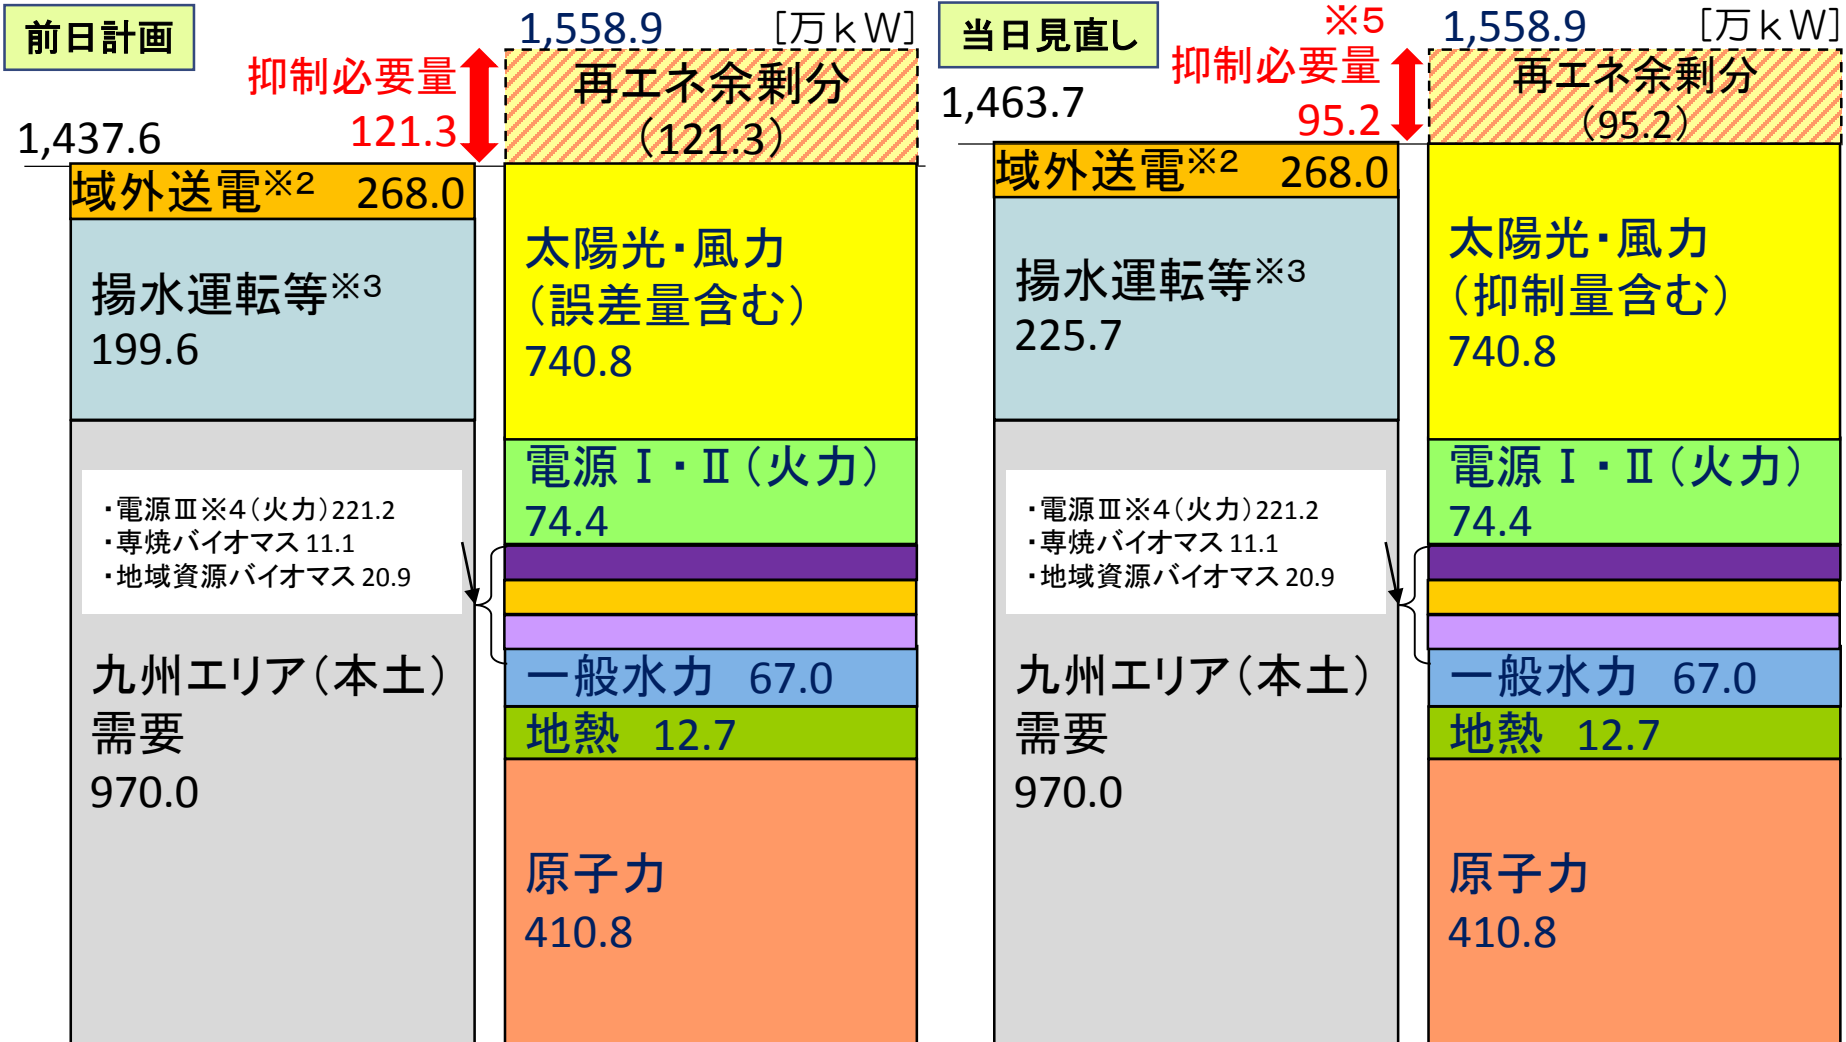 前日計画
1,558.9 [万kW]
抑制必要量
121.3
再エネ余剰分
(121.3)
1,437.6
域外送電※2 268.0
揚水運転等※3
199.6
・電源Ⅲ※4(火力)221.2
・専焼バイオマス 11.1
・地域資源バイオマス 20.9
九州エリア(本土)
需要
970.0
太陽光・風力
(誤差量含む)
740.8
電源Ⅰ・Ⅱ(火力)
74.4
一般水力 67.0
地熱 12.7
原子力
410.8
当日見直し
※5
1,558.9 [万kW]
抑制必要量
95.2
再エネ余剰分
(95.2)
1,463.7
域外送電※2 268.0
揚水運転等※3
225.7
・電源Ⅲ※4(火力)221.2
・専焼バイオマス 11.1
・地域資源バイオマス 20.9
九州エリア(本土)
需要
970.0
太陽光・風力
(抑制量含む)
740.8
電源Ⅰ・Ⅱ(火力)
74.4
一般水力 67.0
地熱 12.7
原子力
410.8